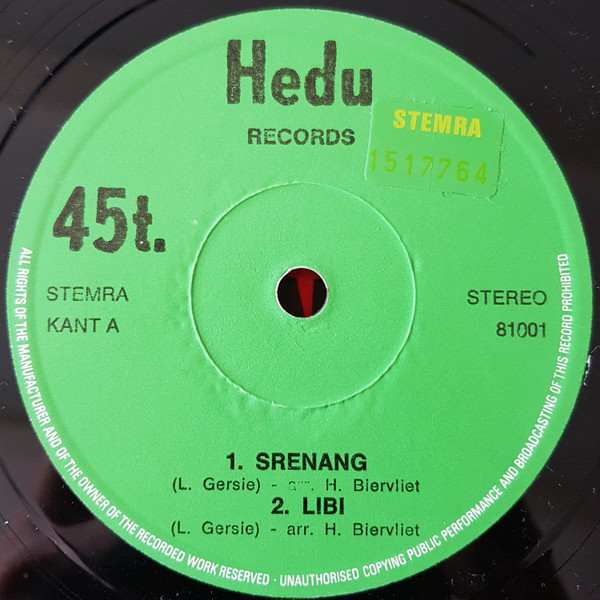 Hedu
RECORDS
STEMRA
1517764
45t.
STEMRA
KANT A
STEREO
81001
1. SRENANG
(L. Gersie) - arr. H. Biervliet
2. LIBI
(L. Gersie) - arr. H. Biervliet
ALL RIGHTS OF THE MANUFACTURER AND OF THE OWNER OF THE RECORDED WORK RESERVED · UNAUTHORISED COPYING PUBLIC PERFORMANCE AND BROADCASTING OF THIS RECORD PROHIBITED